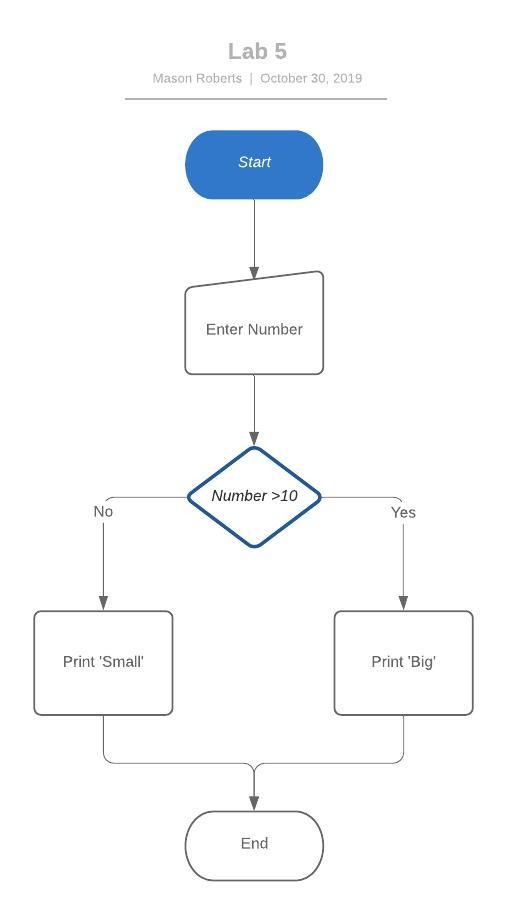 Lab 5
Mason Roberts | October 30, 2019
Start
Enter Number
Number >10
No
Yes
Print 'Small'
Print 'Big'
End